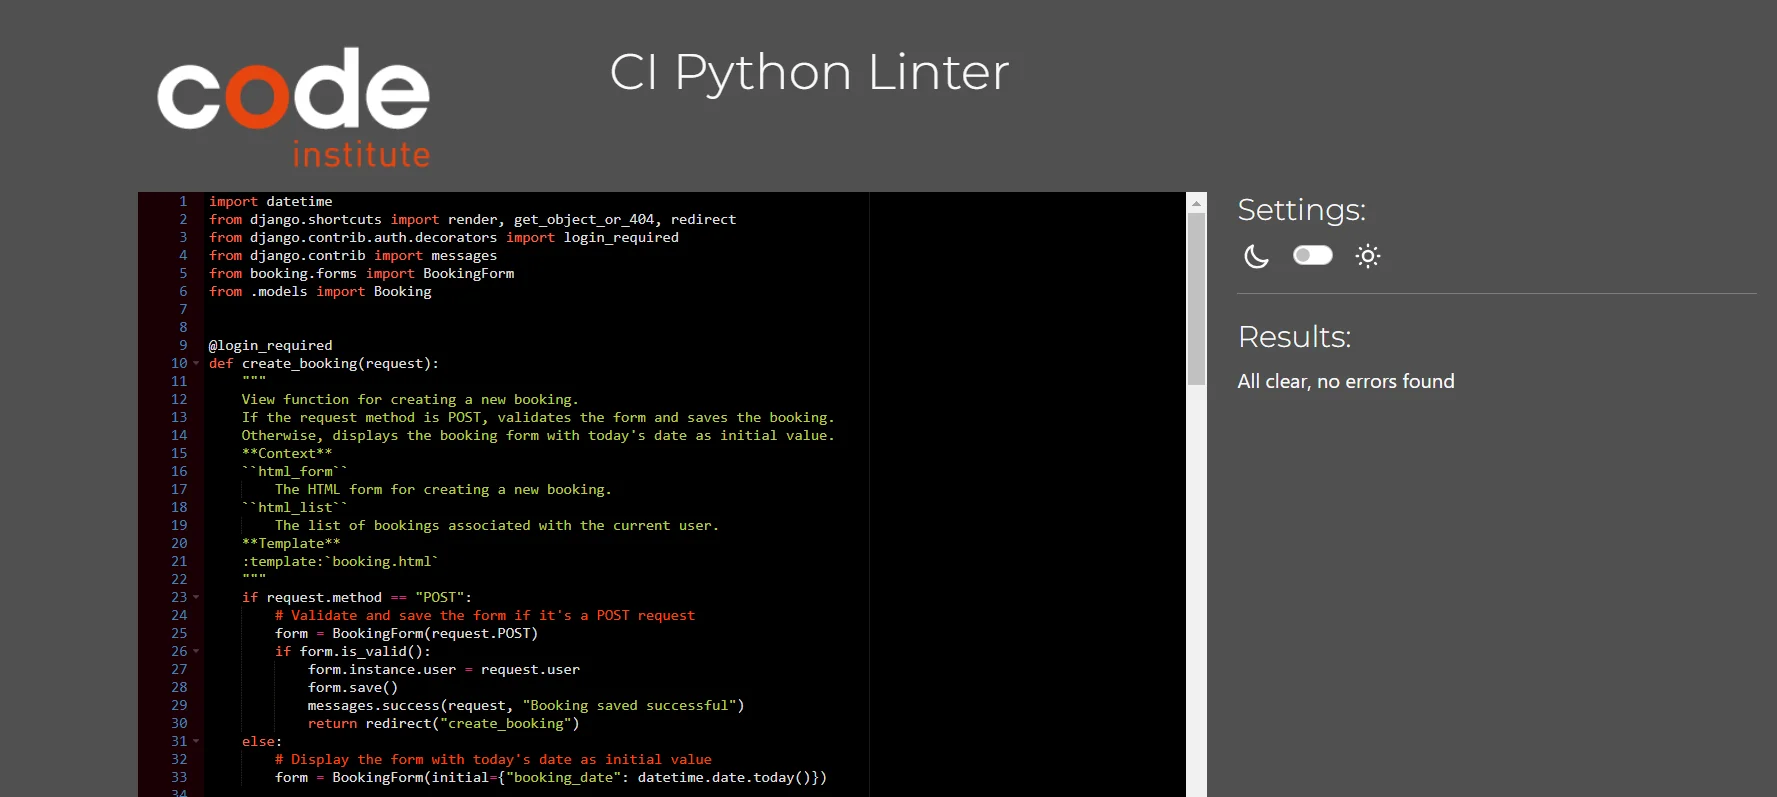 code
institute
CI Python Linter
1 import datetime
2 from django.shortcuts import render, get_object_or_404, redirect
3 from django.contrib.auth.decorators import login_required
4 from django.contrib import messages
5 from booking.forms import BookingForm
6 from .models import Booking
7
8
9 @login_required
10 def create_booking(request):
11 """
12 View function for creating a new booking.
13 If the request method is POST, validates the form and saves the booking.
14 Otherwise, displays the booking form with today's date as initial value.
15 **Context**
16 ``html_form``
17 The HTML form for creating a new booking.
18 ``html_list``
19 The list of bookings associated with the current user.
20 **Template**
21 :template:`booking.html`
22 """
23 if request.method == "POST":
24 # Validate and save the form if it's a POST request
25 form = BookingForm(request.POST)
26 if form.is_valid():
27 form.instance.user = request.user
28 form.save()
29 messages.success(request, "Booking saved successful")
30 return redirect("create_booking")
31 else:
32 # Display the form with today's date as initial value
33 form = BookingForm(initial={"booking_date": datetime.date.today()})
34
Settings:
Results:
All clear, no errors found